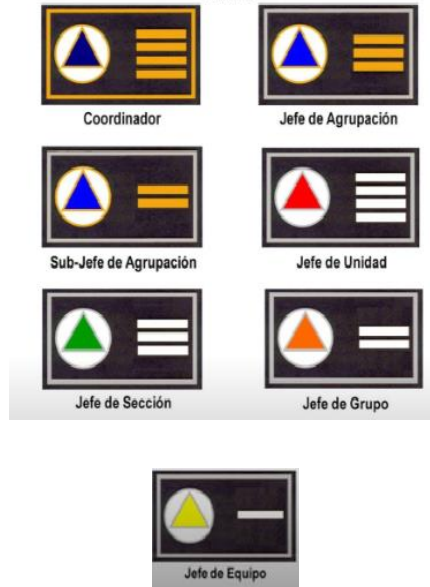 Coordinador
Jefe de Agrupación
Sub-Jefe de Agrupación
Jefe de Unidad
Jefe de Sección
Jefe de Grupo
Jefe de Equipo